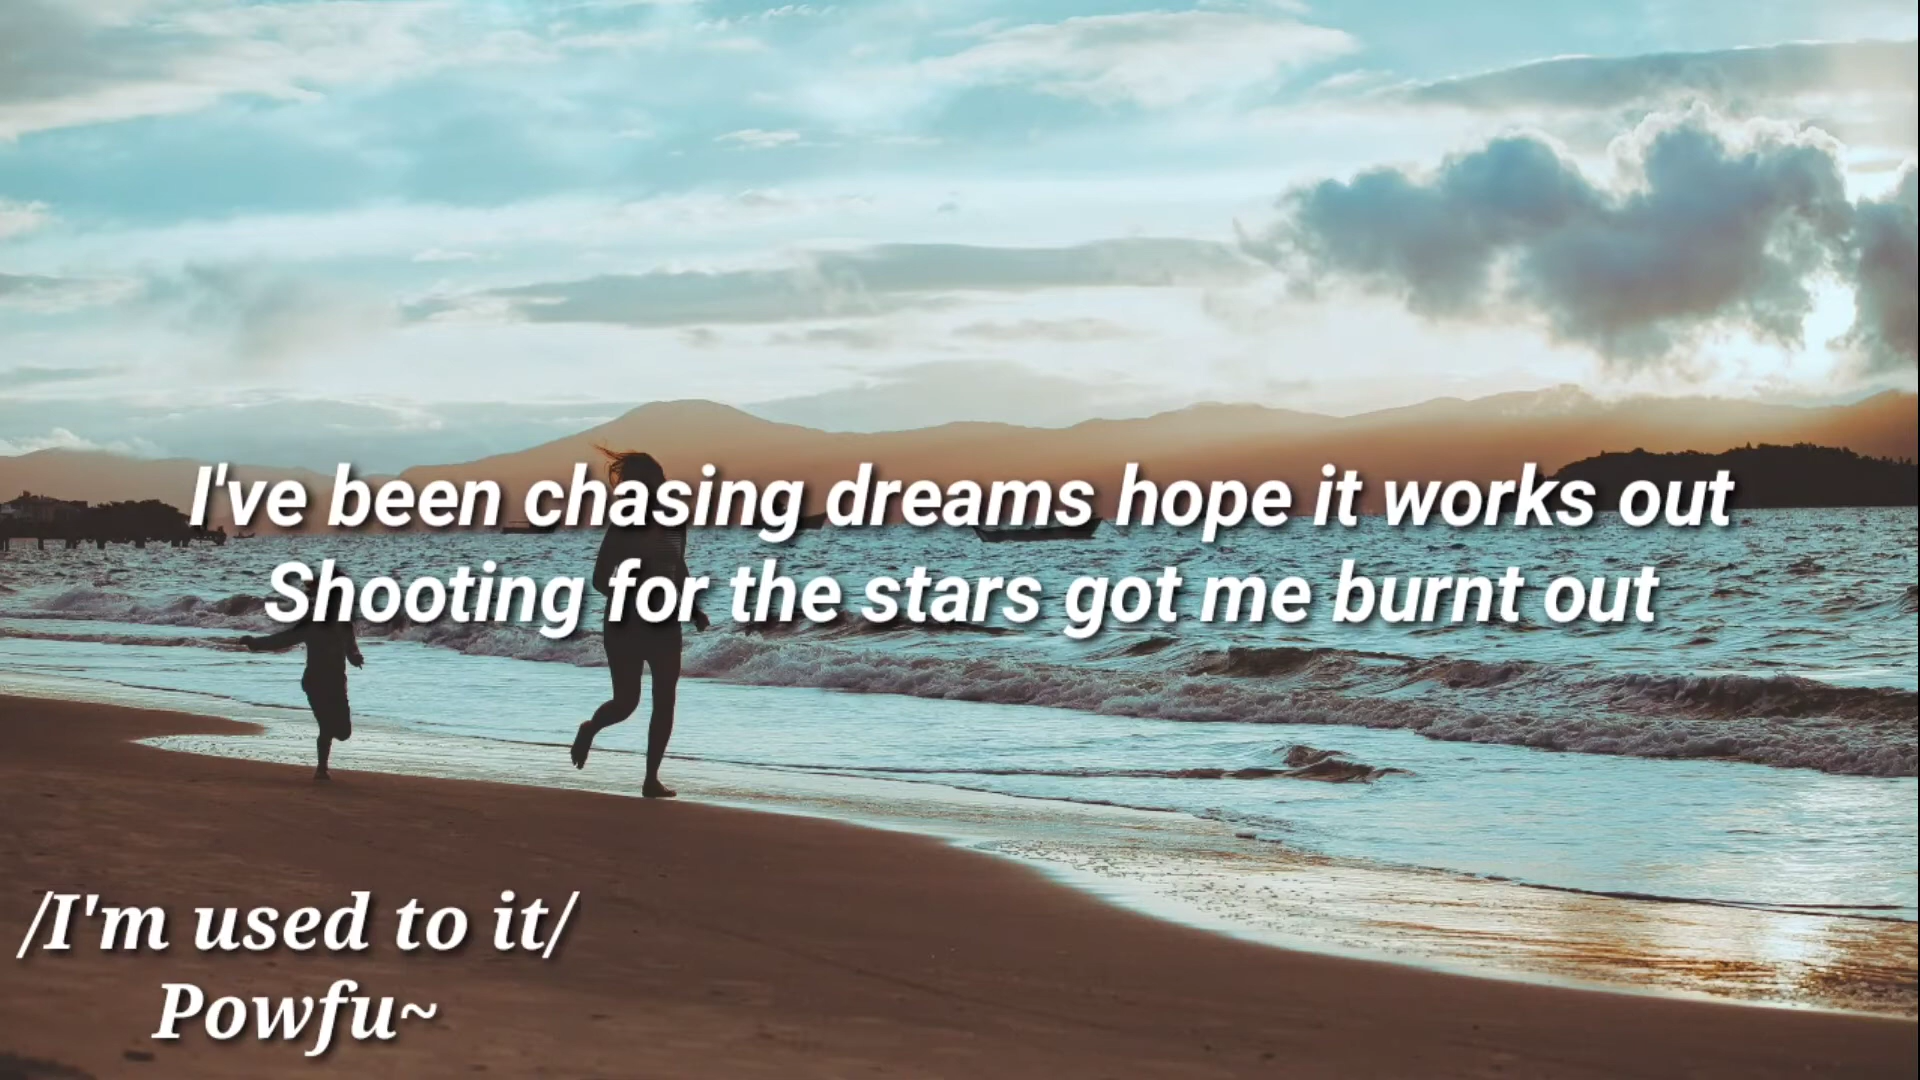 I've been chasing dreams hope it works out
Shooting for the stars got me burnt out
/I'm used to it/
Powfu~